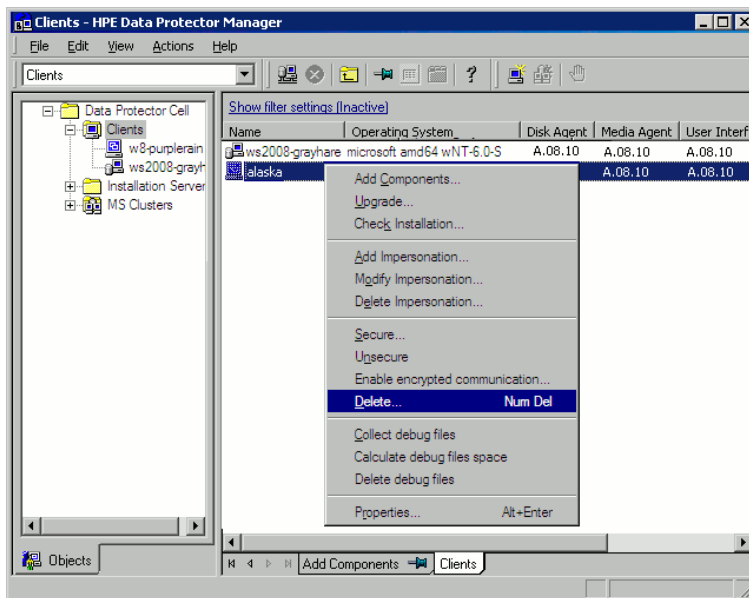 Clients - HPE Data Protector Manager
File Edit View Actions Help
Clients
Data Protector Cell
Clients
w8-purplerain
ws2008-grayh
Installation Server
MS Clusters
Objects
Show filter settings (Inactive)
Name Operating System Disk Agent Media Agent User Interf
ws2008-grayhare microsoft amd64 wNT-6.0-S A.08.10 A.08.10 A.08.10
alaska A.08.10 A.08.10
Add Components...
Upgrade...
Check Installation...
Add Impersonation...
Modify Impersonation...
Delete Impersonation...
Secure...
Unsecure
Enable encrypted communication...
Delete... Num Del
Collect debug files
Calculate debug files space
Delete debug files
Properties... Alt+Enter
Add Components Clients